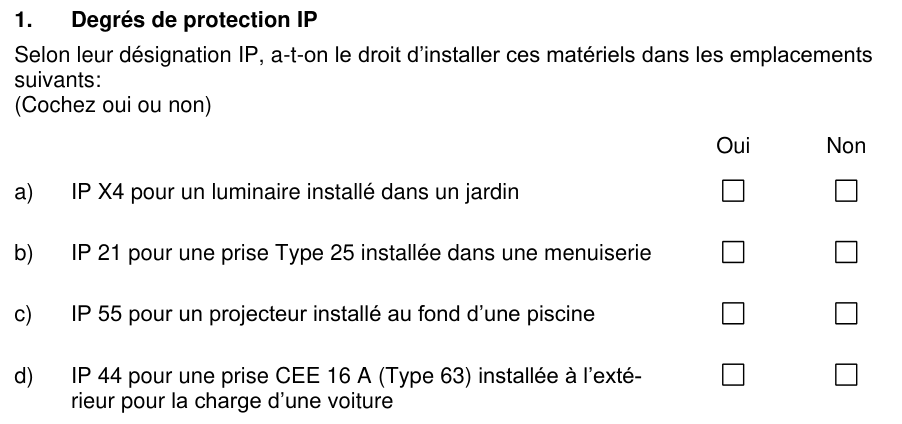 1. Degrés de protection IP
Selon leur désignation IP, a-t-on le droit d'installer ces matériels dans les emplacements
suivants:
(Cochez oui ou non)
Oui Non
a) IP X4 pour un luminaire installé dans un jardin
b) IP 21 pour une prise Type 25 installée dans une menuiserie
c) IP 55 pour un projecteur installé au fond d'une piscine
d) IP 44 pour une prise CEE 16 A (Type 63) installée à l'exté-
rieur pour la charge d'une voiture